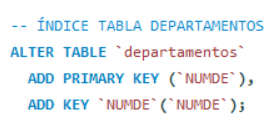 -- ÍNDICE TABLA DEPARTAMENTOS
ALTER TABLE `departamentos`
ADD PRIMARY KEY (`NUMDE`),
ADD KEY `NUMDE`(`NUMDE`);